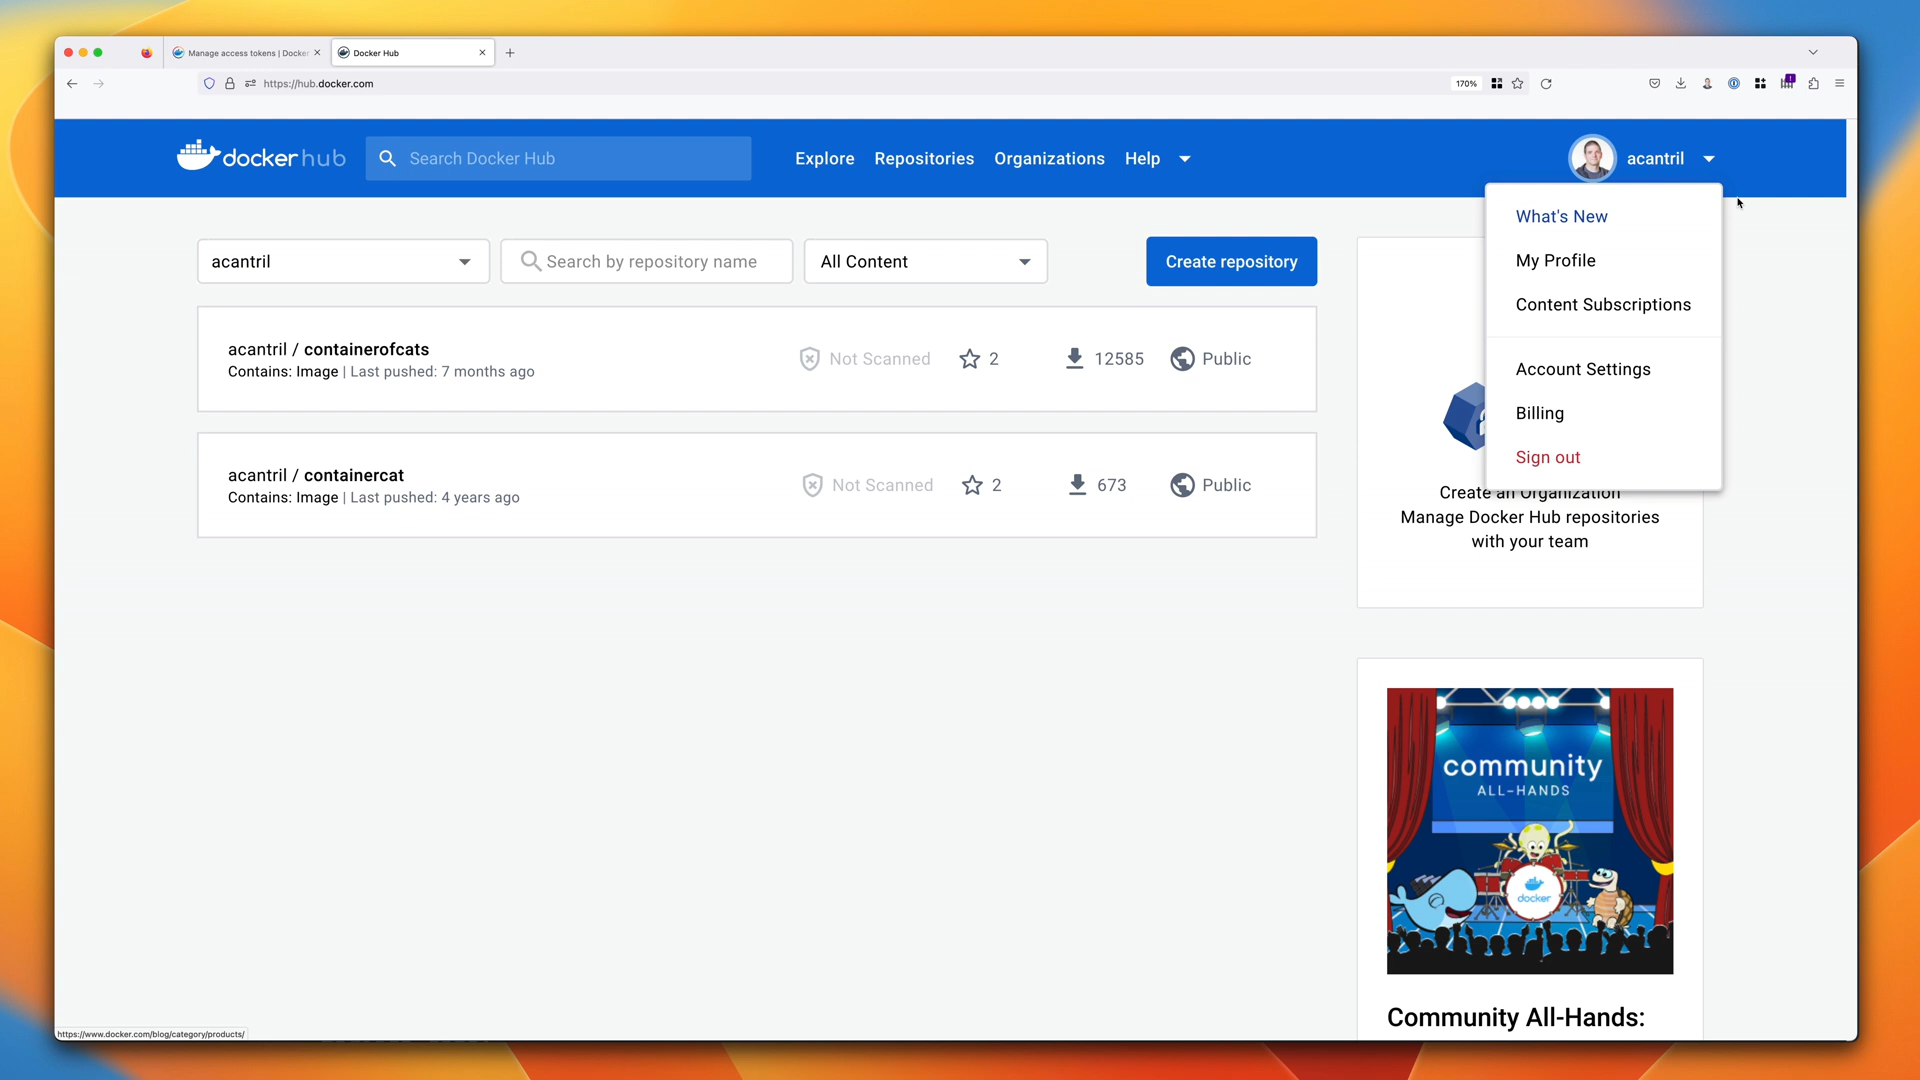 Manage access tokens | Docker
Docker Hub
https://hub.docker.com
170%
docker hub
Search Docker Hub
Explore
Repositories
Organizations
Help
acantril
What's New
My Profile
Content Subscriptions
Account Settings
Billing
Sign out
acantril
Search by repository name
All Content
Create repository
acantril / containerofcats
Contains: Image | Last pushed: 7 months ago
Not Scanned
2
12585
Public
acantril / containercat
Contains: Image | Last pushed: 4 years ago
Not Scanned
2
673
Public
Create an Organization
Manage Docker Hub repositories
with your team
community
ALL-HANDS
docker
Community All-Hands:
https://www.docker.com/blog/category/products/